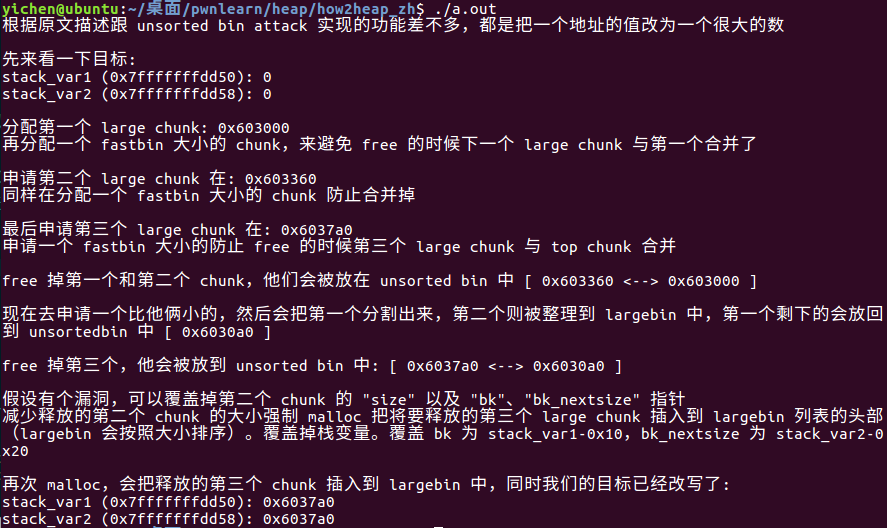 yichen@ubuntu:~/桌面/pwnlearn/heap/how2heap_zh$ ./a.out
根据原文描述跟 unsorted bin attack 实现的功能差不多，都是把一个地址的值改为一个很大的数
先来看一下目标:
stack_var1 (0x7fffffffdd50): 0
stack_var2 (0x7fffffffdd58): 0
分配第一个 large chunk: 0x603000
再分配一个 fastbin 大小的 chunk，来避免 free 的时候下一个 large chunk 与第一个合并了
申请第二个 large chunk 在: 0x603360
同样在分配一个 fastbin 大小的 chunk 防止合并掉
最后申请第三个 large chunk 在: 0x6037a0
申请一个 fastbin 大小的防止 free 的时候第三个 large chunk 与 top chunk 合并
free 掉第一个和第二个 chunk，他们会被放在 unsorted bin 中 [ 0x603360 <--> 0x603000 ]
现在去申请一个比他俩小的，然后会把第一个分割出来，第二个则被整理到 largebin 中，第一个剩下的会放回
到 unsortedbin 中 [ 0x6030a0 ]
free 掉第三个，他会被放到 unsorted bin 中: [ 0x6037a0 <--> 0x6030a0 ]
假设有个漏洞，可以覆盖掉第二个 chunk 的 "size" 以及 "bk"、"bk_nextsize" 指针
减少释放的第二个 chunk 的大小强制 malloc 把将要释放的第三个 large chunk 插入到 largebin 列表的头部
（largebin 会按照大小排序）。覆盖掉栈变量。覆盖 bk 为 stack_var1-0x10，bk_nextsize 为 stack_var2-0
x20
再次 malloc，会把释放的第三个 chunk 插入到 largebin 中，同时我们的目标已经改写了:
stack_var1 (0x7fffffffdd50): 0x6037a0
stack_var2 (0x7fffffffdd58): 0x6037a0